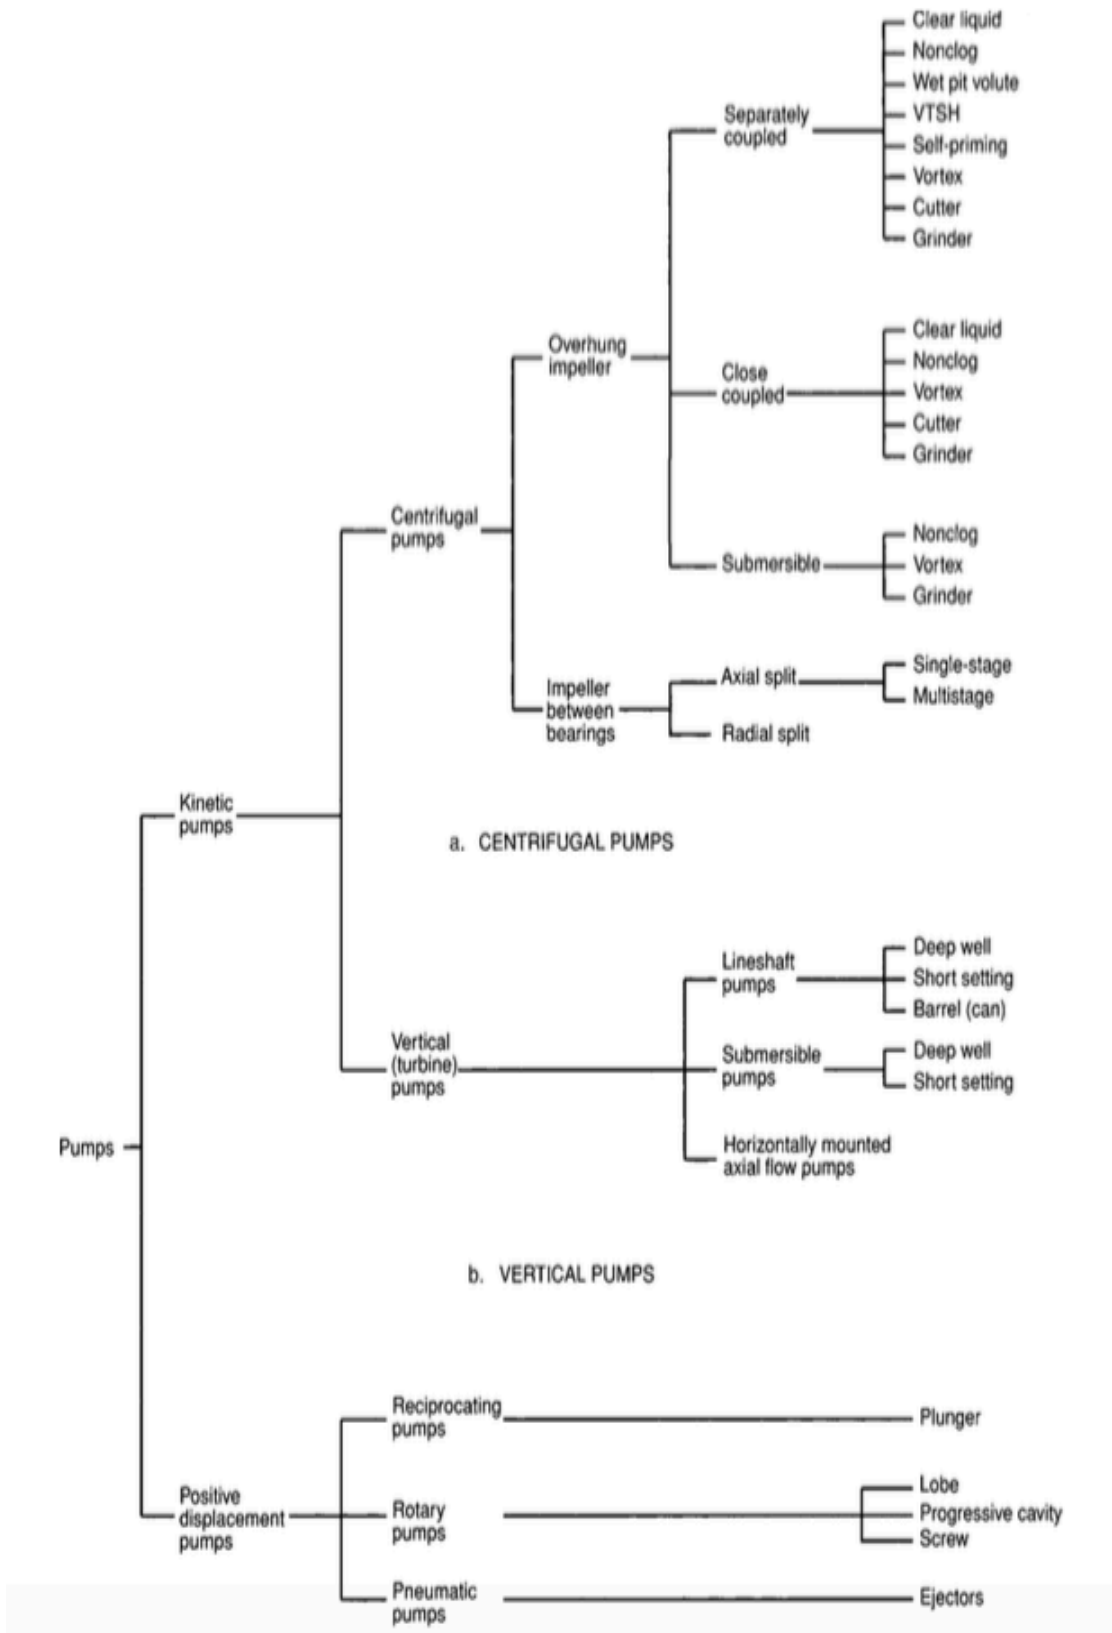 Clear liquid
Nonclog
Wet pit volute
Separately
coupled
VTSH
Self-priming
Vortex
Cutter
Grinder
Overhung
impeller
Clear liquid
Nonclog
Close
coupled
Vortex
Cutter
Grinder
Centrifugal
pumps
Nonclog
Submersible
Vortex
Grinder
Impeller
between
bearings
Axial split
Single-stage
Multistage
Radial split
Kinetic
pumps
a. CENTRIFUGAL PUMPS
Lineshaft
pumps
Deep well
Short setting
Barrel (can)
Vertical
(turbine)
pumps
Submersible
pumps
Deep well
Short setting
Pumps
Horizontally mounted
axial flow pumps
b. VERTICAL PUMPS
Reciprocating
pumps
Plunger
Positive
displacement
pumps
Rotary
pumps
Lobe
Progressive cavity
Screw
Pneumatic
pumps
Ejectors